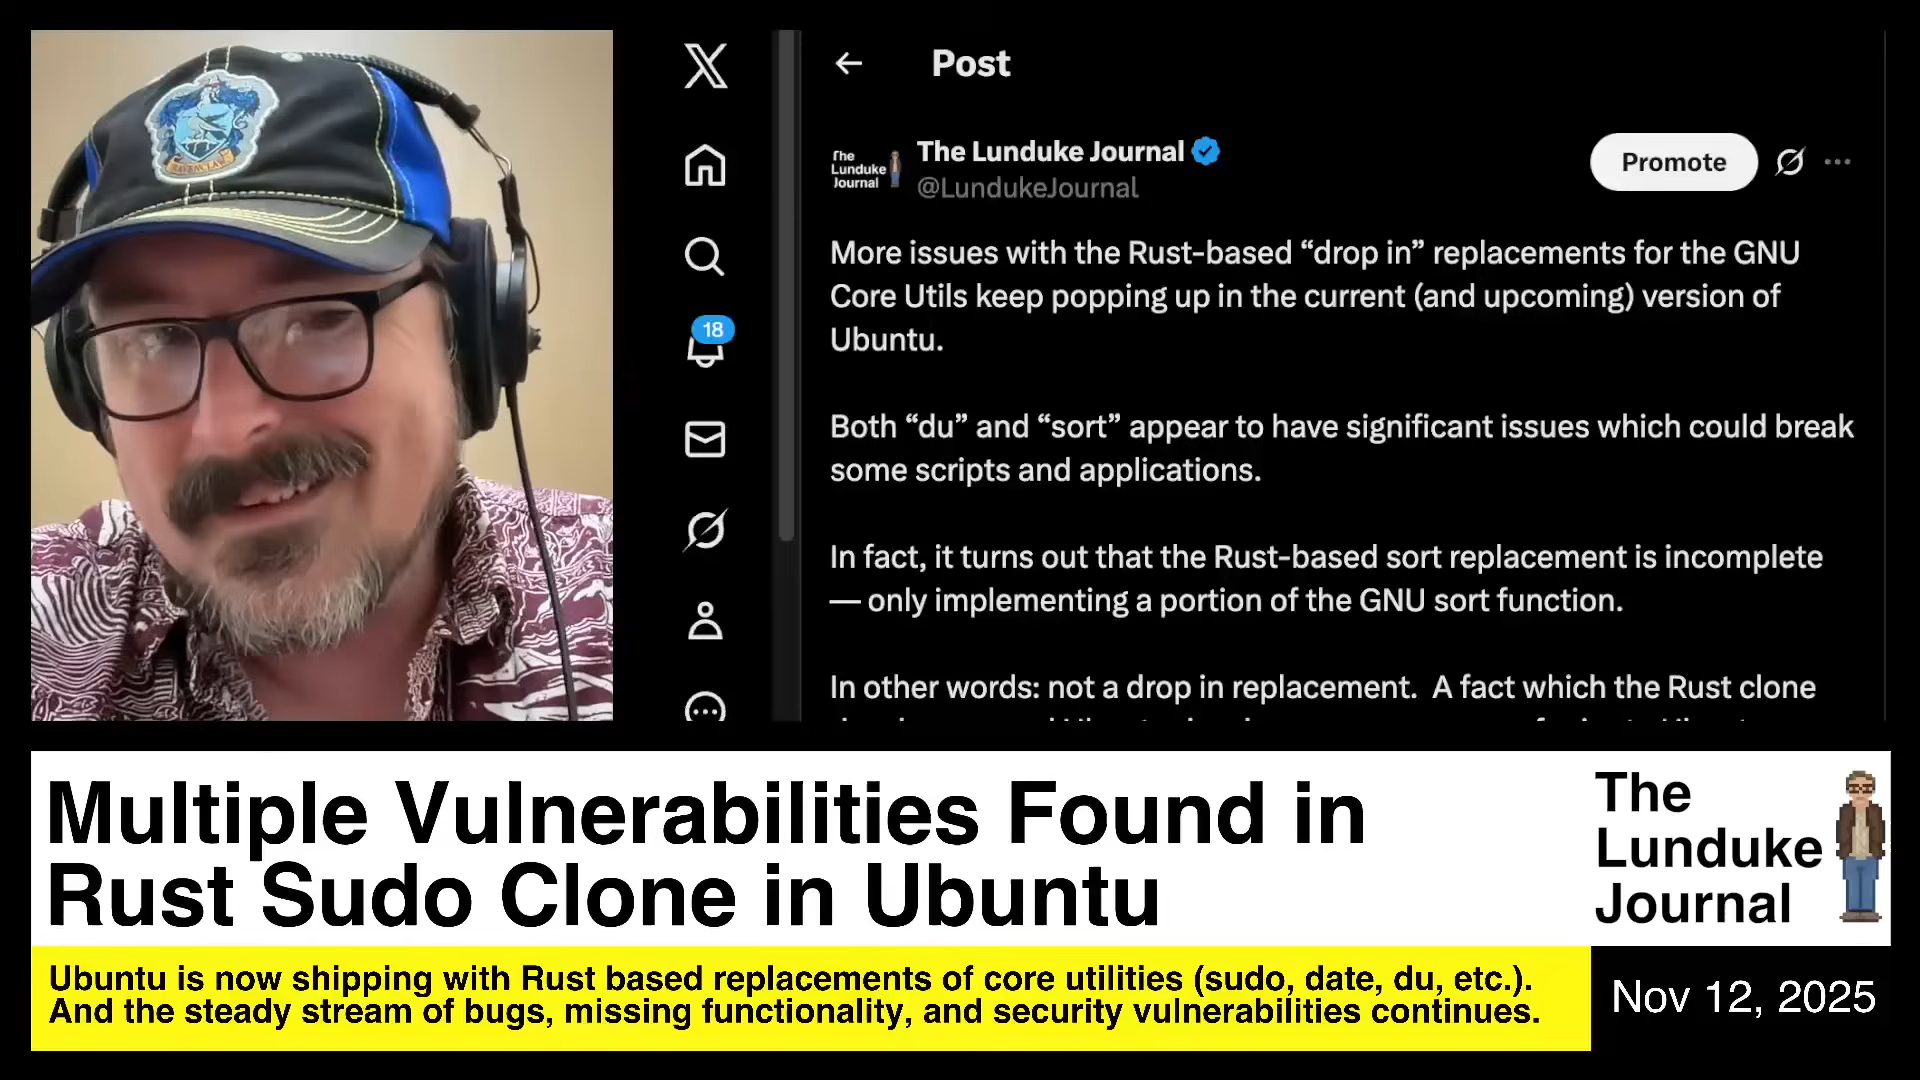 RAVENCLAW
Post
The Lunduke Journal
Promote
The
Lunduke
Journal
@LundukeJournal
18
More issues with the Rust-based “drop in” replacements for the GNU
Core Utils keep popping up in the current (and upcoming) version of
Ubuntu.
Both “du” and “sort” appear to have significant issues which could break
some scripts and applications.
In fact, it turns out that the Rust-based sort replacement is incomplete
— only implementing a portion of the GNU sort function.
In other words: not a drop in replacement.  A fact which the Rust clone
Multiple Vulnerabilities Found in
Rust Sudo Clone in Ubuntu
The
Lunduke
Journal
Ubuntu is now shipping with Rust based replacements of core utilities (sudo, date, du, etc.).
And the steady stream of bugs, missing functionality, and security vulnerabilities continues.
Nov 12, 2025